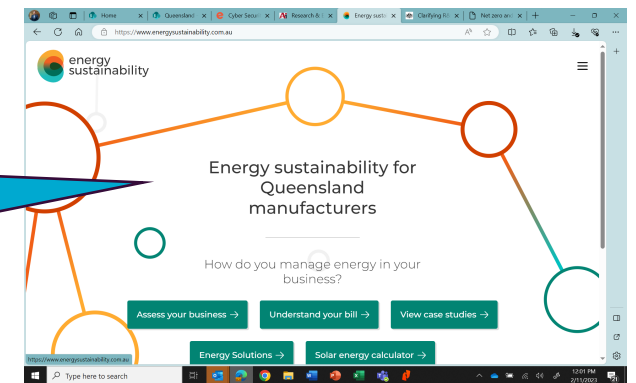 Home
Queensland
Cyber Securi
Research & 
Energy susta
Clarifying R&
Net zero and
https://www.energysustainability.com.au
energy
sustainability
Energy sustainability for
Queensland
manufacturers
How do you manage energy in your
business?
Assess your business →
Understand your bill →
View case studies →
Energy Solutions →
Solar energy calculator →
https://www.energysustainability.com.au
Type here to search
12:01 PM
2/11/2023